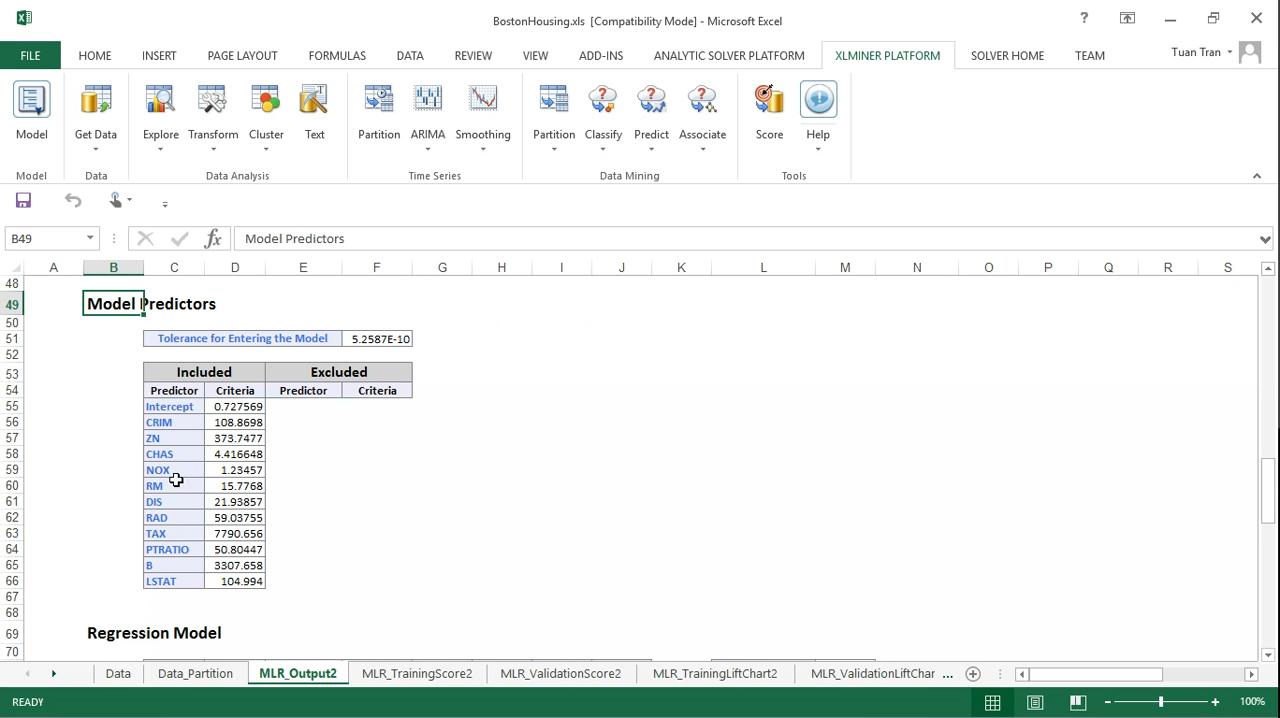 BostonHousing.xls [Compatibility Mode] - Microsoft Excel
?
FILE HOME INSERT PAGE LAYOUT FORMULAS DATA REVIEW VIEW ADD-INS ANALYTIC SOLVER PLATFORM XLMINER PLATFORM SOLVER HOME TEAM Tuan Tran
Model Get Data Explore Transform Cluster Text Partition ARIMA Smoothing Partition Classify Predict Associate Score Help
Model Data Data Analysis Time Series Data Mining Tools
B49 fx Model Predictors
A B C D E F G H I J K L M N O P Q R S
48
49 Model Predictors
50
51 Tolerance for Entering the Model 5.2587E-10
52
53 Included Excluded
54 Predictor Criteria Predictor Criteria
55 Intercept 0.727569
56 CRIM 108.8698
57 ZN 373.7477
58 CHAS 4.416648
59 NOX 1.23457
60 RM 15.7768
61 DIS 21.93857
62 RAD 59.03755
63 TAX 7790.656
64 PTRATIO 50.80447
65 B 3307.658
66 LSTAT 104.994
67
68
69 Regression Model
70
Data Data_Partition MLR_Output2 MLR_TrainingScore2 MLR_ValidationScore2 MLR_TrainingLiftChart2 MLR_ValidationLiftChar ...
READY 100%